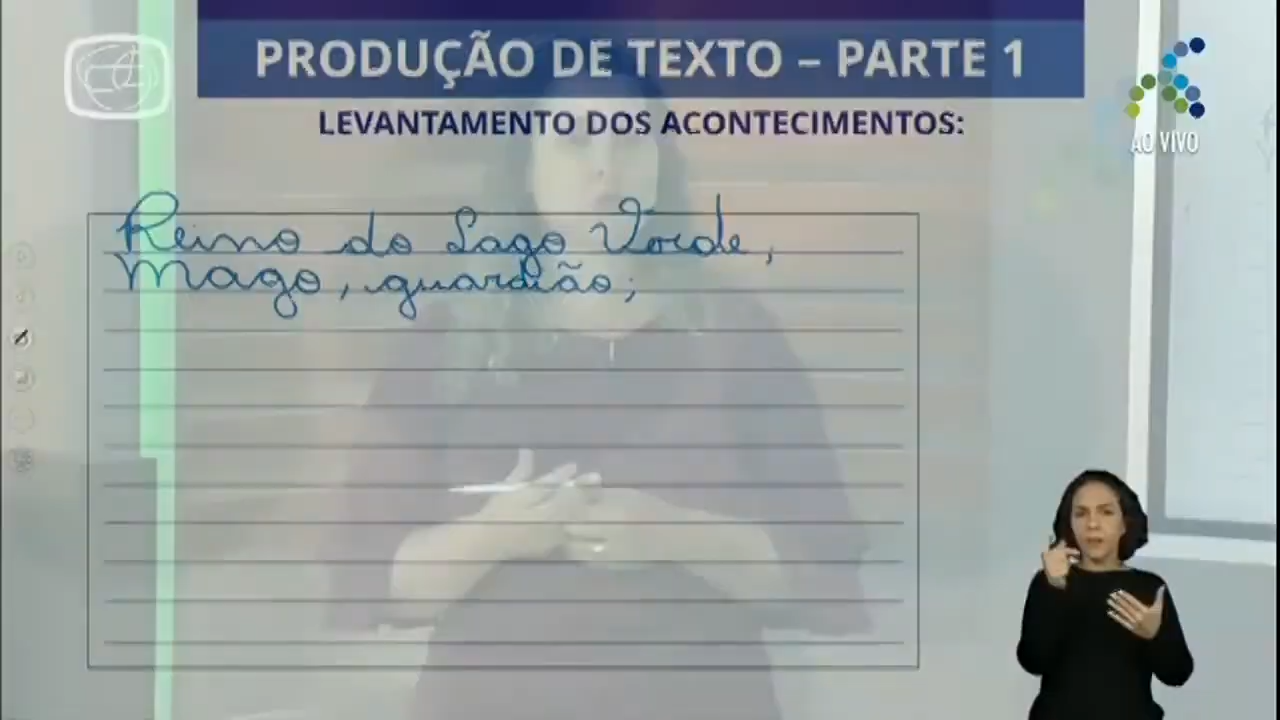 PRODUÇÃO DE TEXTO – PARTE 1
LEVANTAMENTO DOS ACONTECIMENTOS:
AO VIVO
Reino do Lago Verde,
Mago, guardião;